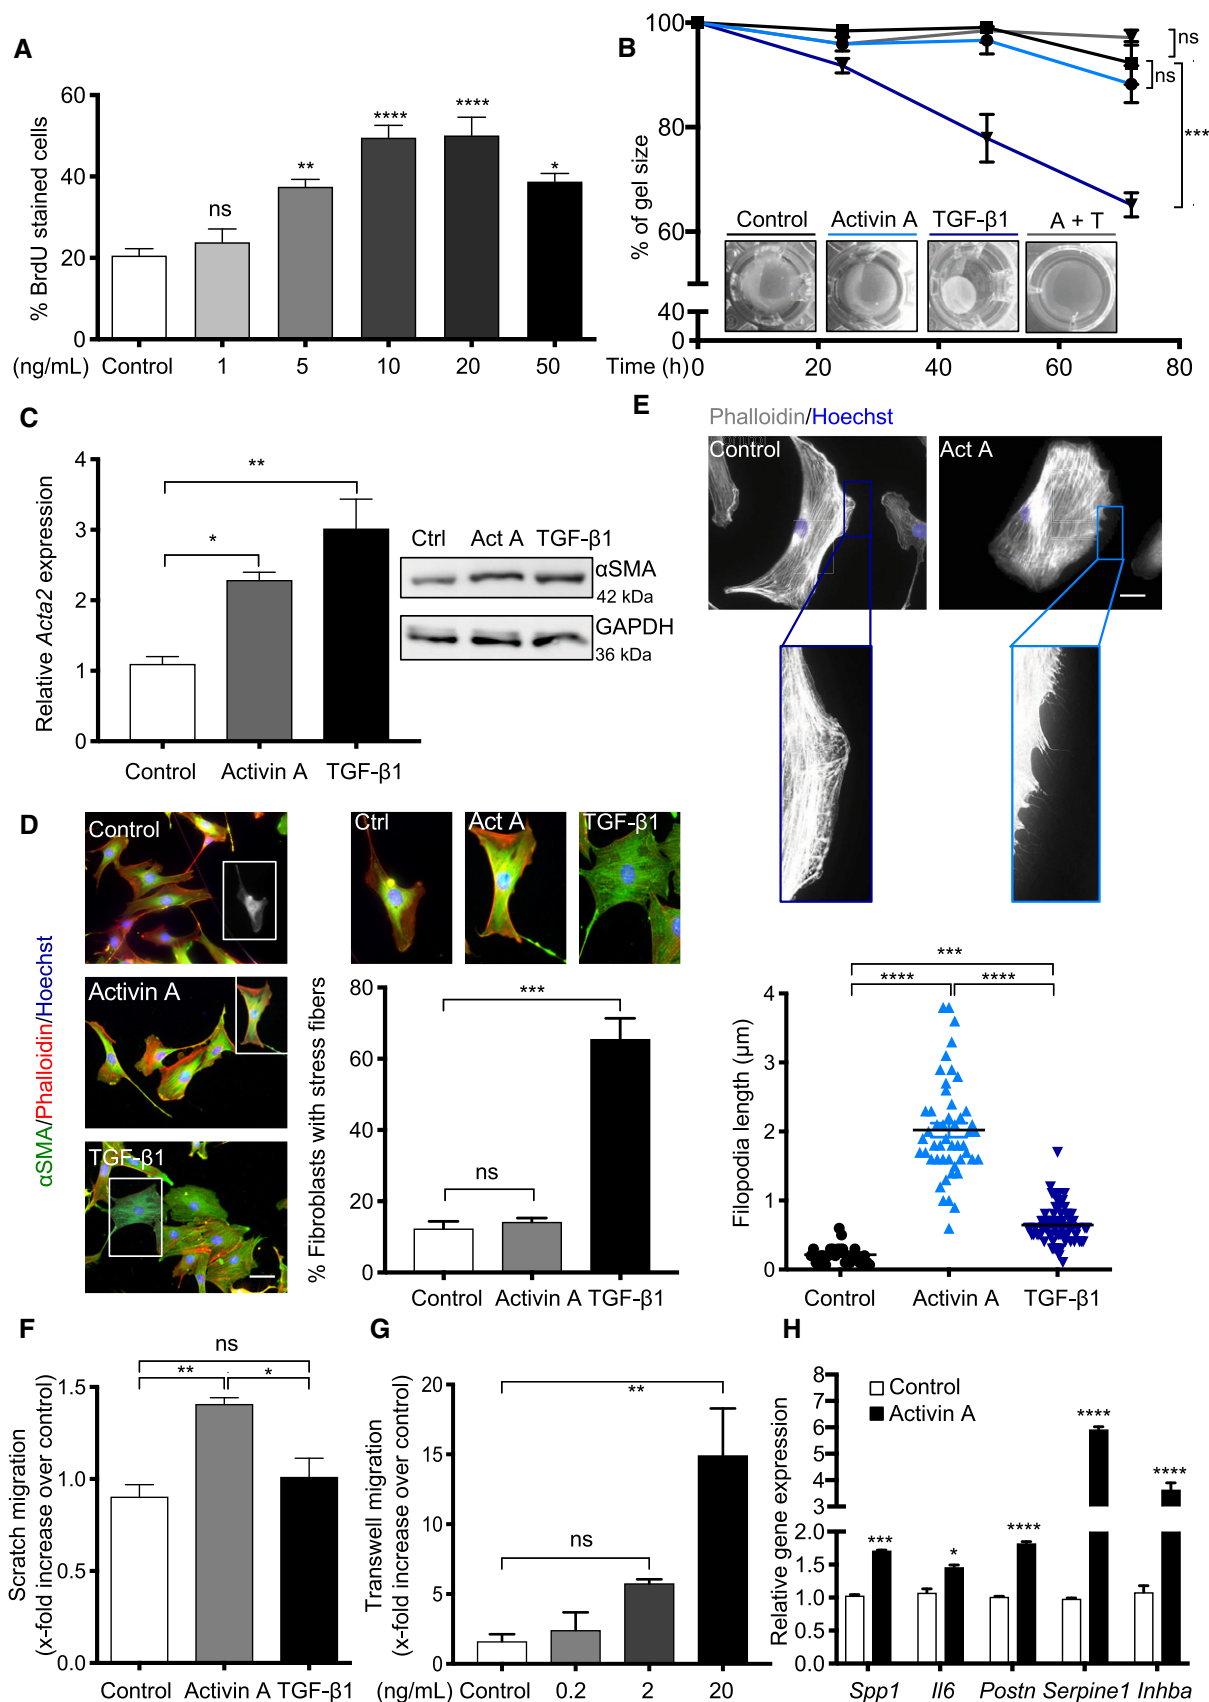 A
% BrdU stained cells
60
40
20
0
ns
**
****
****
*
(ng/mL) Control 1 5 10 20 50
B
% of gel size
100
80
60
40
0
ns
ns
***
Control Activin A TGF-β1 A + T
Time (h) 0 20 40 60 80
C
Relative Acta2 expression
4
3
2
1
0
**
*
Control Activin A TGF-β1
Ctrl Act A TGF-β1
αSMA
42 kDa
GAPDH
36 kDa
D
αSMA/Phalloidin/Hoechst
Control
Activin A
TGF-β1
Ctrl
Act A
TGF-β1
% Fibroblasts with stress fibers
80
60
40
20
0
***
ns
Control Activin A TGF-β1
E
Phalloidin/Hoechst
Control
Act A
***
**** ****
Filopodia length (μm)
4
3
2
1
0
Control Activin A TGF-β1
F
Scratch migration
(x-fold increase over control)
1.5
1.0
0.5
0.0
ns
** *
Control Activin A TGF-β1
G
Transwell migration
(x-fold increase over control)
20
15
10
5
0
**
ns
(ng/mL) Control 0.2 2 20
H
Relative gene expression
8
7
6
5
4
3
2.0
1.5
1.0
0.5
0.0
Control
Activin A
***
*
****
****
****
Spp1 Il6 Postn Serpine1 Inhba